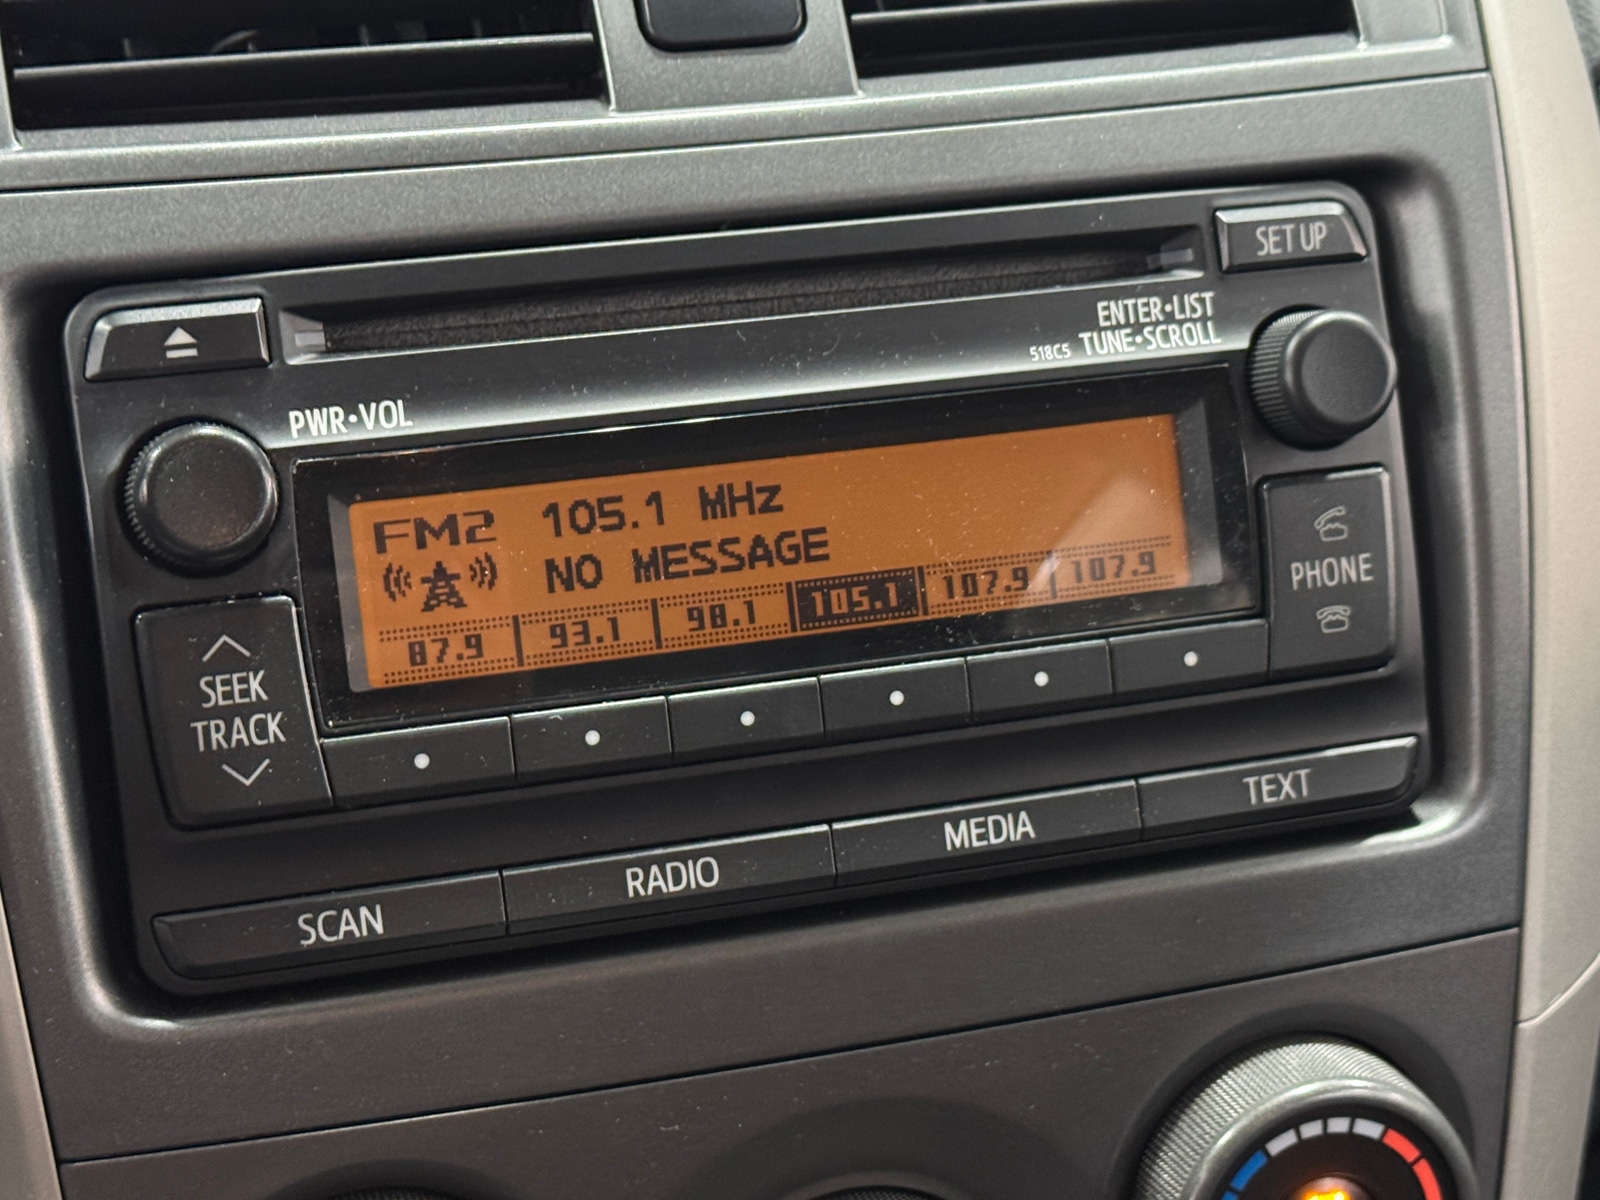 SET UP
ENTER•LIST
518C5 TUNE•SCROLL
PWR•VOL
FM2 105.1 MHz
NO MESSAGE
87.9 93.1 98.1 105.1 107.9 107.9
PHONE
SEEK
TRACK
SCAN RADIO MEDIA TEXT